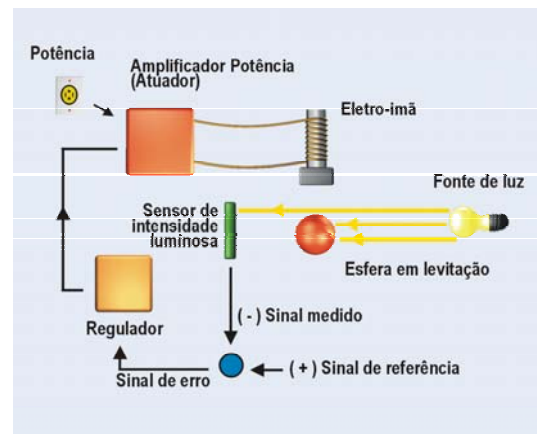 Potência
Amplificador Potência
(Atuador)
Eletro-imã
Fonte de luz
Sensor de
intensidade
luminosa
Esfera em levitação
( - ) Sinal medido
Regulador
( + ) Sinal de referência
Sinal de erro